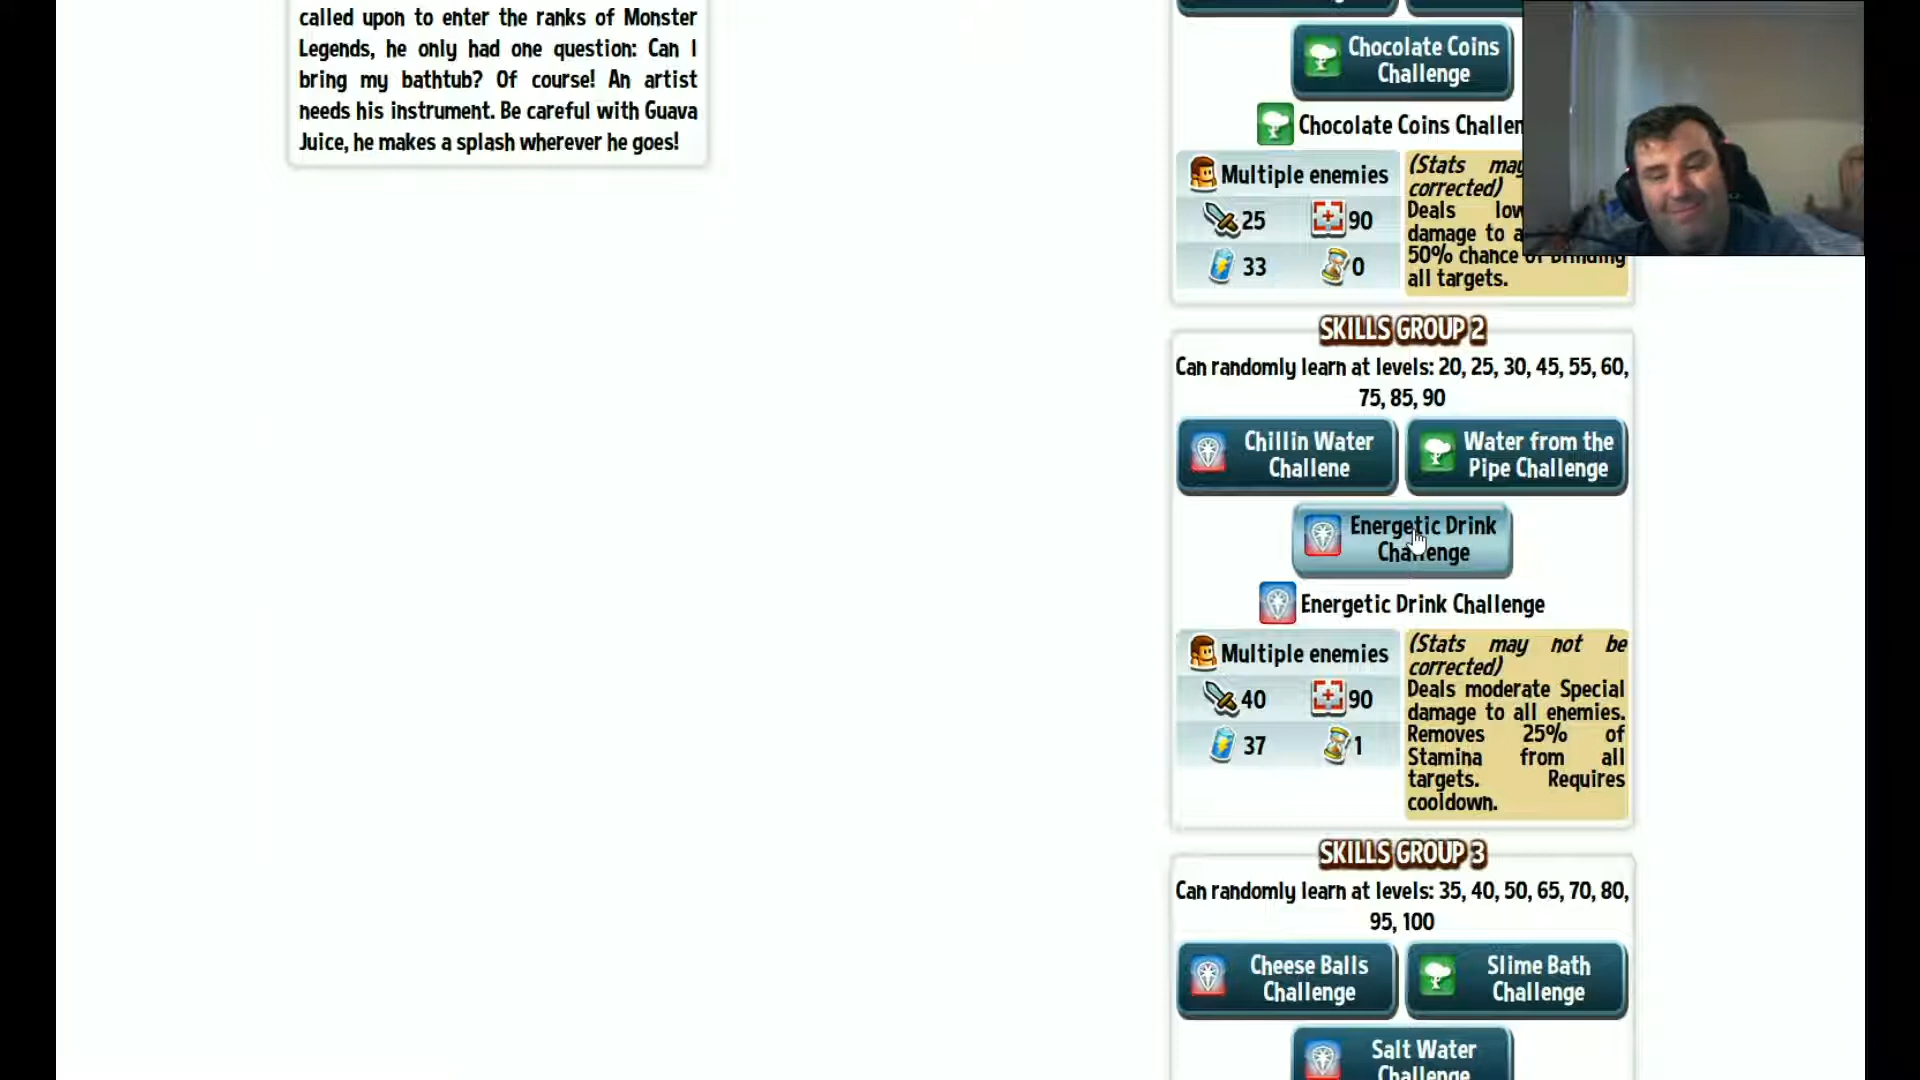 called upon to enter the ranks of Monster
Legends, he only had one question: Can I
bring my bathtub? Of course! An artist
needs his instrument. Be careful with Guava
Juice, he makes a splash wherever he goes!
Chocolate Coins
Challenge
Chocolate Coins Challen
Multiple enemies
25 90
33 0
(Stats may
corrected)
Deals low
damage to a
50% chance of blinding
all targets.
SKILLS GROUP 2
Can randomly learn at levels: 20, 25, 30, 45, 55, 60,
75, 85, 90
Chillin Water
Challene
Water from the
Pipe Challenge
Energetic Drink
Challenge
Energetic Drink Challenge
Multiple enemies
40 90
37 1
(Stats may not be
corrected)
Deals moderate Special
damage to all enemies.
Removes 25% of
Stamina from all
targets. Requires
cooldown.
SKILLS GROUP 3
Can randomly learn at levels: 35, 40, 50, 65, 70, 80,
95, 100
Cheese Balls
Challenge
Slime Bath
Challenge
Salt Water
Challenge